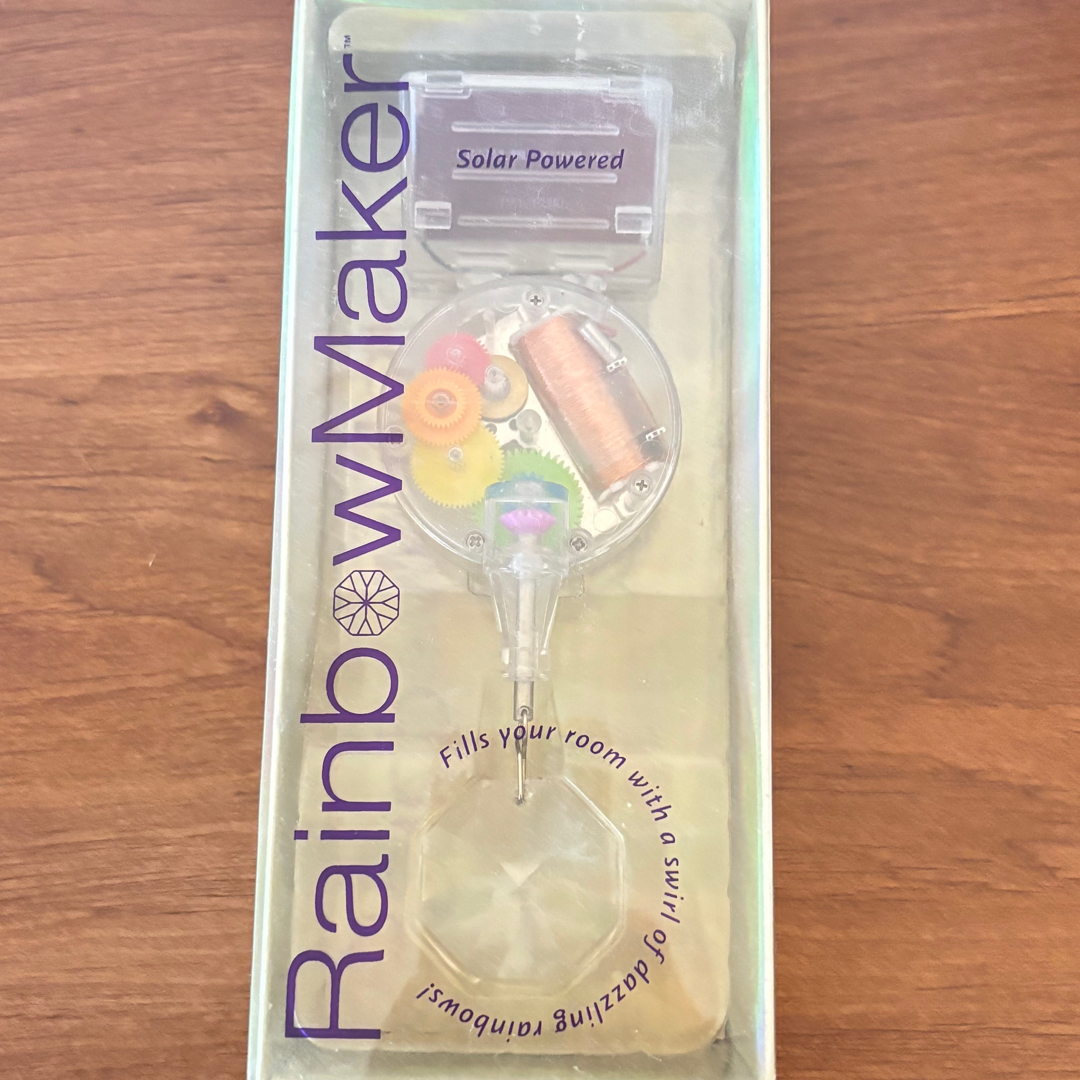 RainbowMaker™
Solar Powered
Fills your room with a swirl of dazzling rainbows!